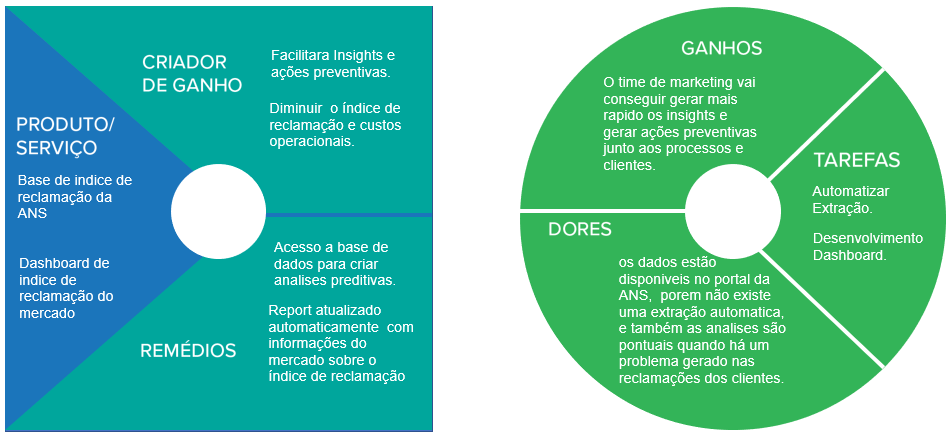 CRIADOR
DE GANHO
Facilitara Insights e
ações preventivas.
Diminuir o índice de
reclamação e custos
operacionais.
PRODUTO/
SERVIÇO
Base de indice de
reclamação da
ANS
Dashboard de
indice de
reclamação do
mercado
Acesso a base de
dados para criar
analises preditivas.
Report atualizado
automaticamente com
informações do
mercado sobre o
índice de reclamação
REMÉDIOS
GANHOS
O time de marketing vai
conseguir gerar mais
rapido os insights e
gerar ações preventivas
junto aos processos e
clientes.
TAREFAS
Automatizar
Extração.
Desenvolvimento
Dashboard.
DORES
os dados estão
disponiveis no portal da
ANS, porem não existe
uma extração automatica,
e também as analises são
pontuais quando há um
problema gerado nas
reclamações dos clientes.